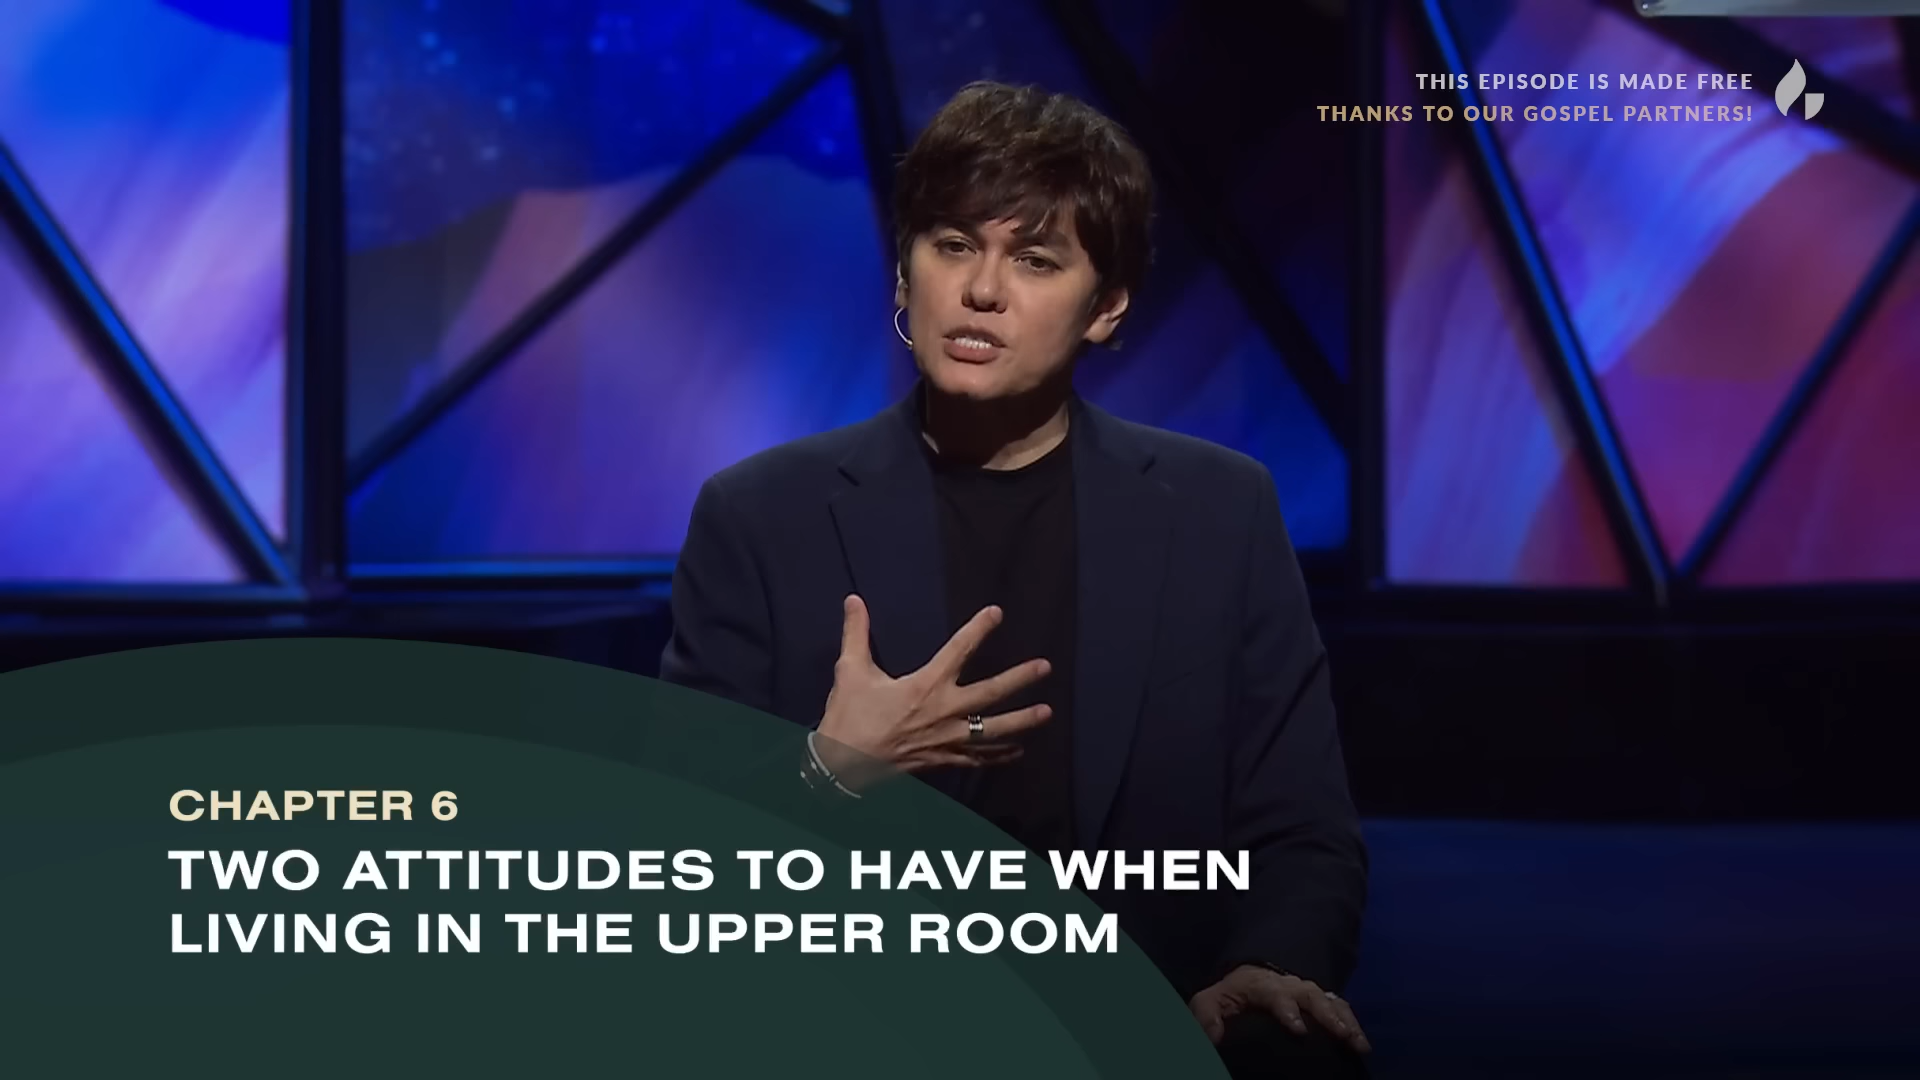 THIS EPISODE IS MADE FREE
THANKS TO OUR GOSPEL PARTNERS!
CHAPTER 6
TWO ATTITUDES TO HAVE WHEN
LIVING IN THE UPPER ROOM